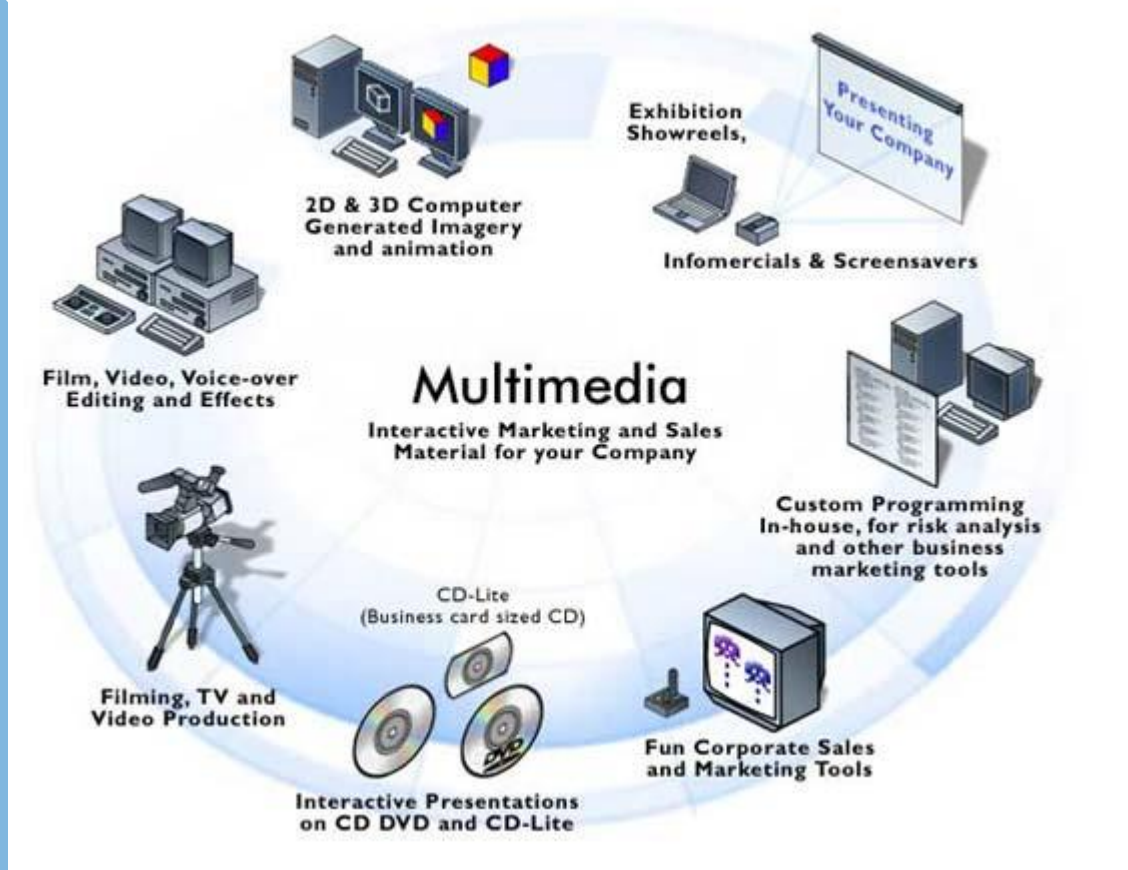 Multimedia
Interactive Marketing and Sales
Material for your Company
2D & 3D Computer
Generated Imagery
and animation
Exhibition
Showreels,
Presenting
Your Company
Infomercials & Screensavers
Custom Programming
In-house, for risk analysis
and other business
marketing tools
Fun Corporate Sales
and Marketing Tools
CD-Lite
(Business card sized CD)
DVD
Interactive Presentations
on CD DVD and CD-Lite
Filming, TV and
Video Production
Film, Video, Voice-over
Editing and Effects